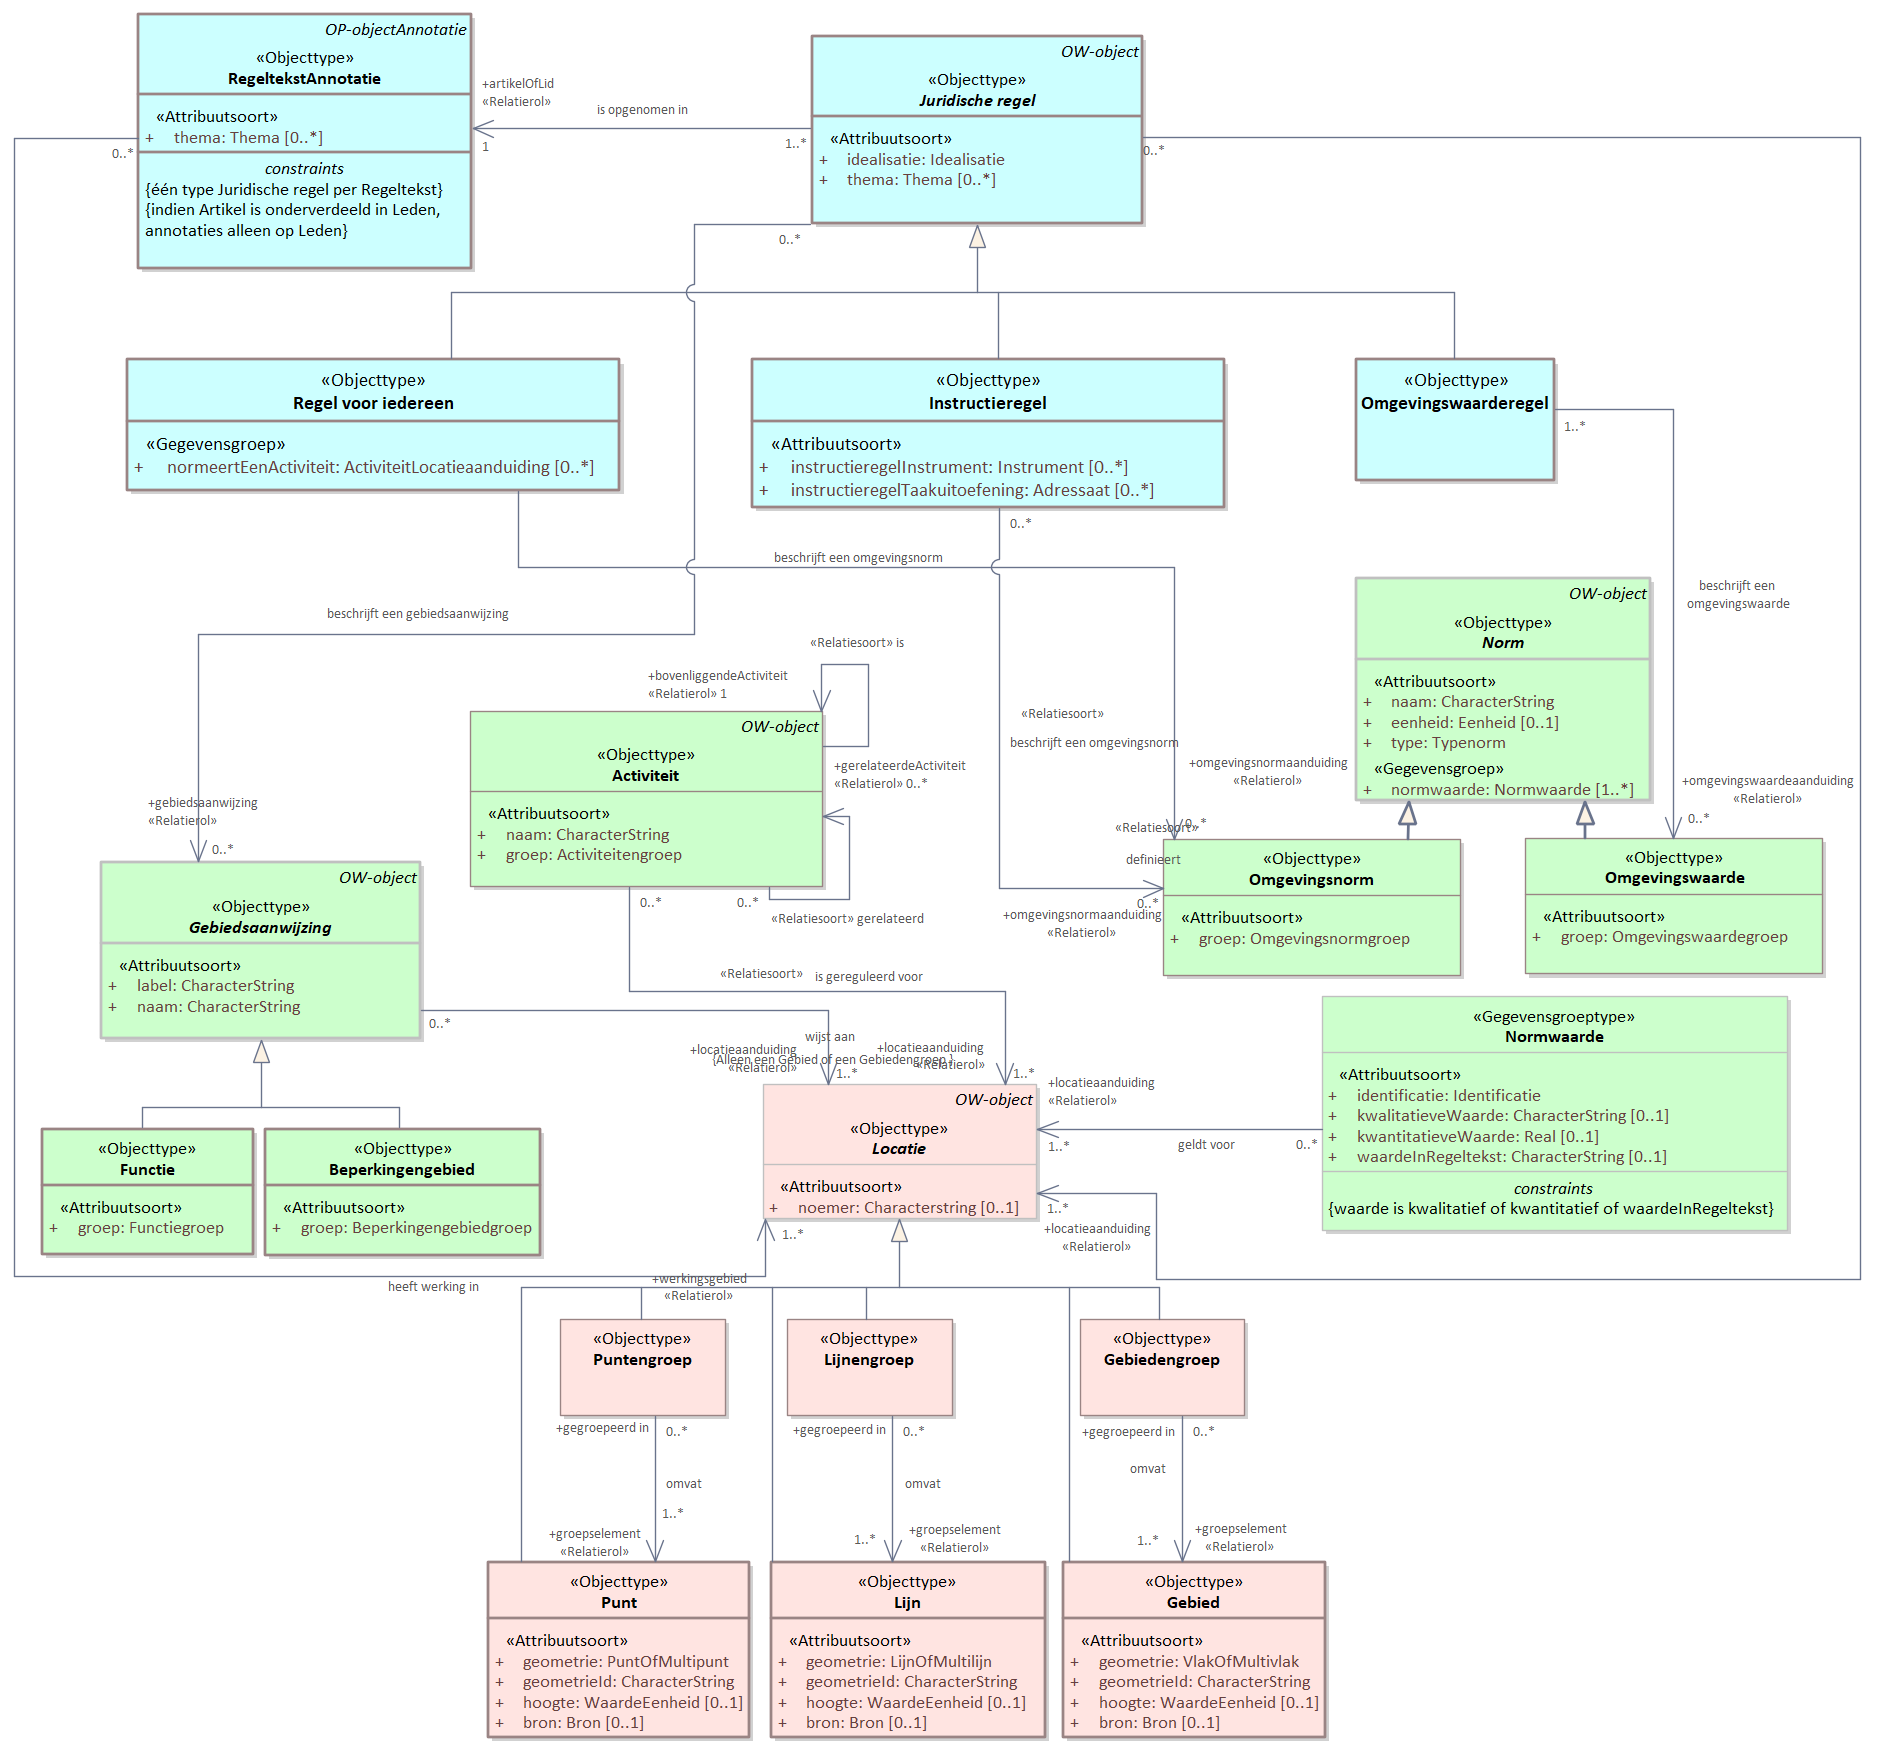 OP-objectAnnotatie
«Objecttype»
RegeltekstAnnotatie
«Attribuutsoort»
+ thema: Thema [0..*]
constraints
{één type Juridische regel per Regeltekst}
{indien Artikel is onderverdeeld in Leden,
annotaties alleen op Leden}
0..*
+artikelOfLid
«Relatierol»
1
is opgenomen in
1..*
OW-object
«Objecttype»
Juridische regel
«Attribuutsoort»
+ idealisatie: Idealisatie
+ thema: Thema [0..*]
0..*
0..*
«Objecttype»
Regel voor iedereen
«Gegevensgroep»
+ normeertEenActiviteit: ActiviteitLocatieaanduiding [0..*]
«Objecttype»
Instructieregel
«Attribuutsoort»
+ instructieregelInstrument: Instrument [0..*]
+ instructieregelTaakuitoefening: Adressaat [0..*]
0..*
«Objecttype»
Omgevingswaarderegel
1..*
beschrijft een omgevingsnorm
beschrijft een gebiedsaanwijzing
beschrijft een
omgevingswaarde
«Relatiesoort» is
+bovenliggendeActiviteit
«Relatierol» 1
OW-object
«Objecttype»
Activiteit
«Attribuutsoort»
+ naam: CharacterString
+ groep: Activiteitengroep
+gerelateerdeActiviteit
«Relatierol» 0..*
0..*
0..*
«Relatiesoort» gerelateerd
«Relatiesoort»
beschrijft een omgevingsnorm
+omgevingsnormaanduiding
«Relatierol»
0..*
«Relatiesoort»
definieert
OW-object
«Objecttype»
Norm
«Attribuutsoort»
+ naam: CharacterString
+ eenheid: Eenheid [0..1]
+ type: Typenorm
«Gegevensgroep»
+ normwaarde: Normwaarde [1..*]
+omgevingswaardeaanduiding
«Relatierol»
0..*
+gebiedsaanwijzing
«Relatierol»
0..*
OW-object
«Objecttype»
Gebiedsaanwijzing
«Attribuutsoort»
+ label: CharacterString
+ naam: CharacterString
0..*
0..*
+omgevingsnormaanduiding
«Relatierol»
«Objecttype»
Omgevingsnorm
«Attribuutsoort»
+ groep: Omgevingsnormgroep
«Objecttype»
Omgevingswaarde
«Attribuutsoort»
+ groep: Omgevingswaardegroep
«Relatiesoort» is gereguleerd voor
wijst aan
{Alleen een Gebied of een Gebiedengroep }
+locatieaanduiding
«Relatierol»
1..*
+locatieaanduiding
«Relatierol»
1..*
«Gegevensgroeptype»
Normwaarde
«Attribuutsoort»
+ identificatie: Identificatie
+ kwalitatieveWaarde: CharacterString [0..1]
+ kwantitatieveWaarde: Real [0..1]
+ waardeInRegeltekst: CharacterString [0..1]
constraints
{waarde is kwalitatief of kwantitatief of waardeInRegeltekst}
+locatieaanduiding
«Relatierol»
1..*
geldt voor
0..*
OW-object
«Objecttype»
Locatie
«Attribuutsoort»
+ noemer: Characterstring [0..1]
1..*
+locatieaanduiding
«Relatierol»
«Objecttype»
Functie
«Attribuutsoort»
+ groep: Functiegroep
«Objecttype»
Beperkingengebied
«Attribuutsoort»
+ groep: Beperkingengebiedgroep
1..*
heeft werking in
+werkingsgebied
«Relatierol»
«Objecttype»
Puntengroep
«Objecttype»
Lijnengroep
«Objecttype»
Gebiedengroep
+gegroepeerd in
0..*
+gegroepeerd in
0..*
+gegroepeerd in
0..*
omvat
omvat
omvat
1..*
+groepselement
«Relatierol»
1..*
+groepselement
«Relatierol»
1..*
+groepselement
«Relatierol»
«Objecttype»
Punt
«Attribuutsoort»
+ geometrie: PuntOfMultipunt
+ geometrieId: CharacterString
+ hoogte: WaardeEenheid [0..1]
+ bron: Bron [0..1]
«Objecttype»
Lijn
«Attribuutsoort»
+ geometrie: LijnOfMultilijn
+ geometrieId: CharacterString
+ hoogte: WaardeEenheid [0..1]
+ bron: Bron [0..1]
«Objecttype»
Gebied
«Attribuutsoort»
+ geometrie: VlakOfMultivlak
+ geometrieId: CharacterString
+ hoogte: WaardeEenheid [0..1]
+ bron: Bron [0..1]